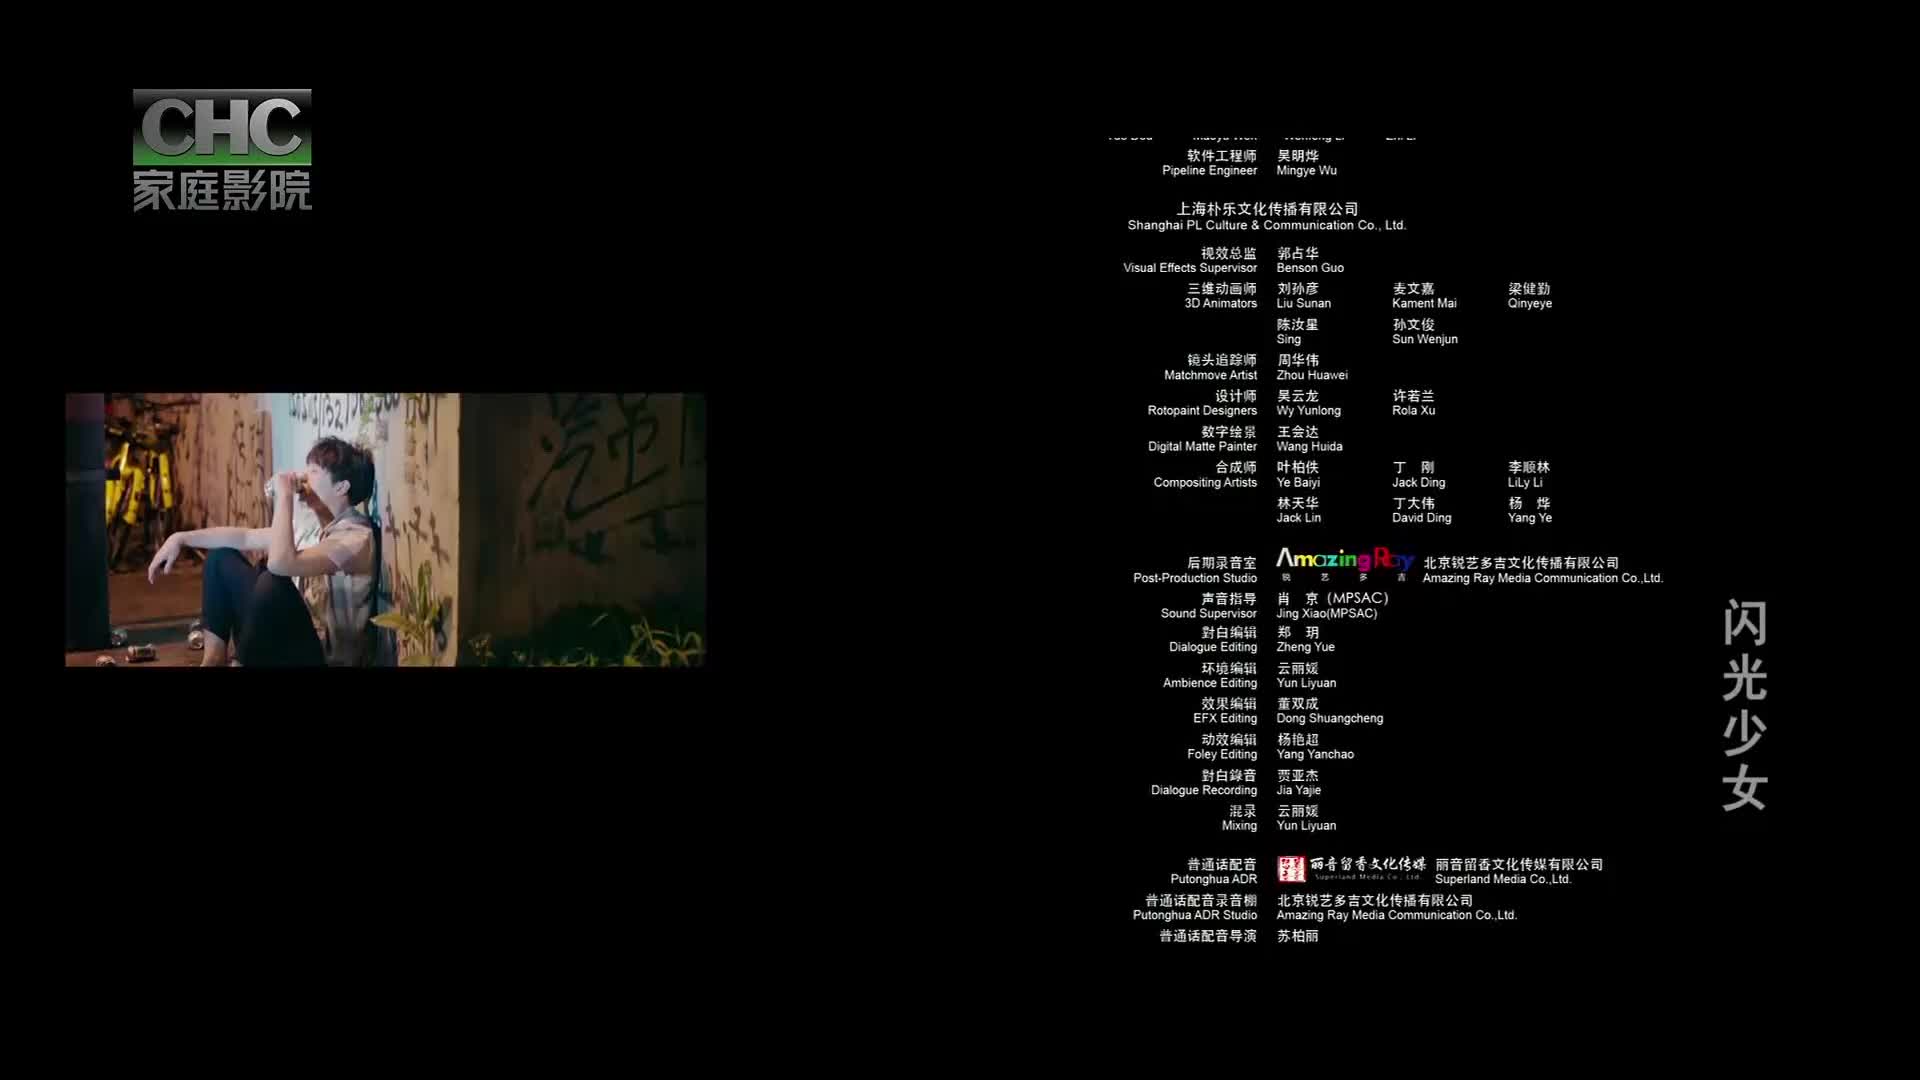 CHC
家庭影院
软件工程师 吴明烨
Pipeline Engineer Mingye Wu
上海朴乐文化传播有限公司
Shanghai PL Culture & Communication Co., Ltd.
视效总监 郭占华
Visual Effects Supervisor Benson Guo
三维动画师 刘孙彦 麦文嘉 梁健勤
3D Animators Liu Sunan Kament Mai Qinyeye
陈汝星 孙文俊
Sing Sun Wenjun
镜头追踪师 周华伟
Matchmove Artist Zhou Huawei
设计师 吴云龙 许若兰
Rotopaint Designers Wy Yunlong Rola Xu
数字绘景 王会达
Digital Matte Painter Wang Huida
合成师 叶柏佚 丁 刚 李顺林
Compositing Artists Ye Baiyi Jack Ding LiLy Li
林天华 丁大伟 杨 烨
Jack Lin David Ding Yang Ye
后期录音室 Amazing Ray 北京锐艺多吉文化传播有限公司
Post-Production Studio 锐艺多吉 Amazing Ray Media Communication Co.,Ltd.
声音指导 肖 京（MPSAC）
Sound Supervisor Jing Xiao(MPSAC)
對白编辑 郑 玥
Dialogue Editing Zheng Yue
环境编辑 云丽媛
Ambience Editing Yun Liyuan
效果编辑 董双成
EFX Editing Dong Shuangcheng
动效编辑 杨艳超
Foley Editing Yang Yanchao
對白錄音 贾亚杰
Dialogue Recording Jia Yajie
混录 云丽媛
Mixing Yun Liyuan
普通话配音 丽音留香文化传媒 丽音留香文化传媒有限公司
Putonghua ADR Superland Media Co., Ltd. Superland Media Co.,Ltd.
普通话配音录音棚 北京锐艺多吉文化传播有限公司
Putonghua ADR Studio Amazing Ray Media Communication Co.,Ltd.
普通话配音导演 苏柏丽
闪光少女